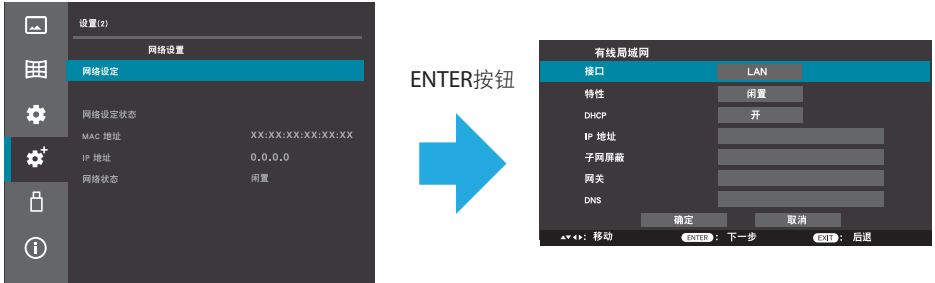 设置(2)
网络设置
网络设定
网络设定状态
MAC 地址 XX:XX:XX:XX:XX:XX
IP 地址 0.0.0.0
网络状态 闲置
ENTER按钮
有线局域网
接口 LAN
特性 闲置
DHCP 开
IP 地址
子网屏蔽
网关
DNS
确定 取消
▲▼◀▶: 移动 ENTER: 下一步 EXIT: 后退